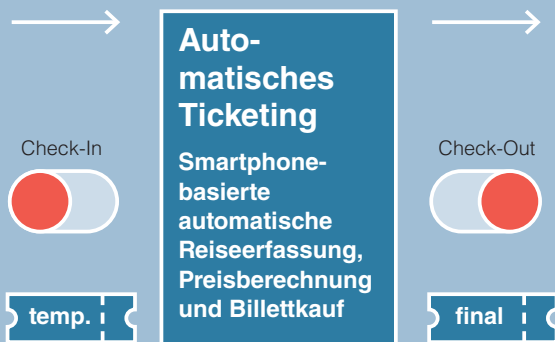 Auto-
matisches
Ticketing
Check-In
Smartphone-
basierte
automatische
Reiseerfassung,
Preisberechnung
und Billettkauf
Check-Out
temp.
final